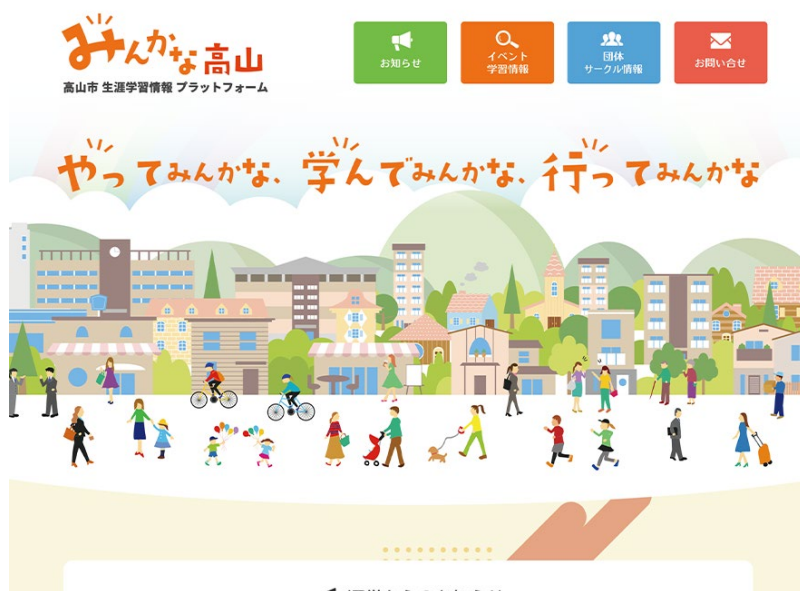 みんかな高山
高山市 生涯学習情報 プラットフォーム
お知らせ
イベント
学習情報
団体
サークル情報
お問い合せ
やってみんかな、学んでみんかな、行ってみんかな